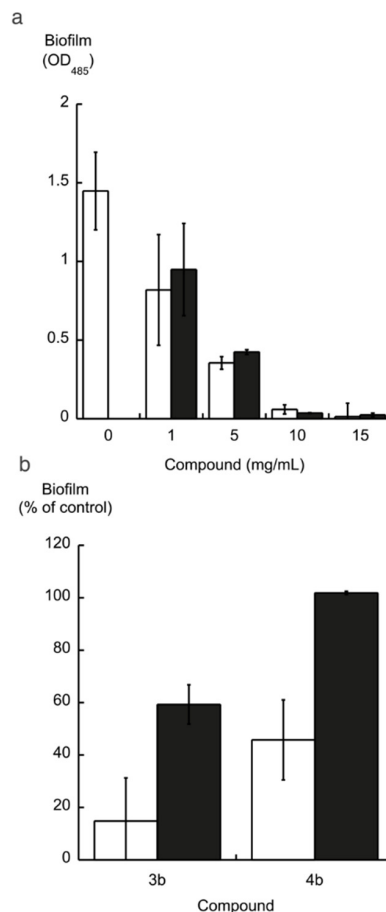 a
Biofilm
(OD485)
2
1.5
1
0.5
0
0 1 5 10 15
Compound (mg/mL)
b
Biofilm
(% of control)
120
100
80
60
40
20
0
3b 4b
Compound